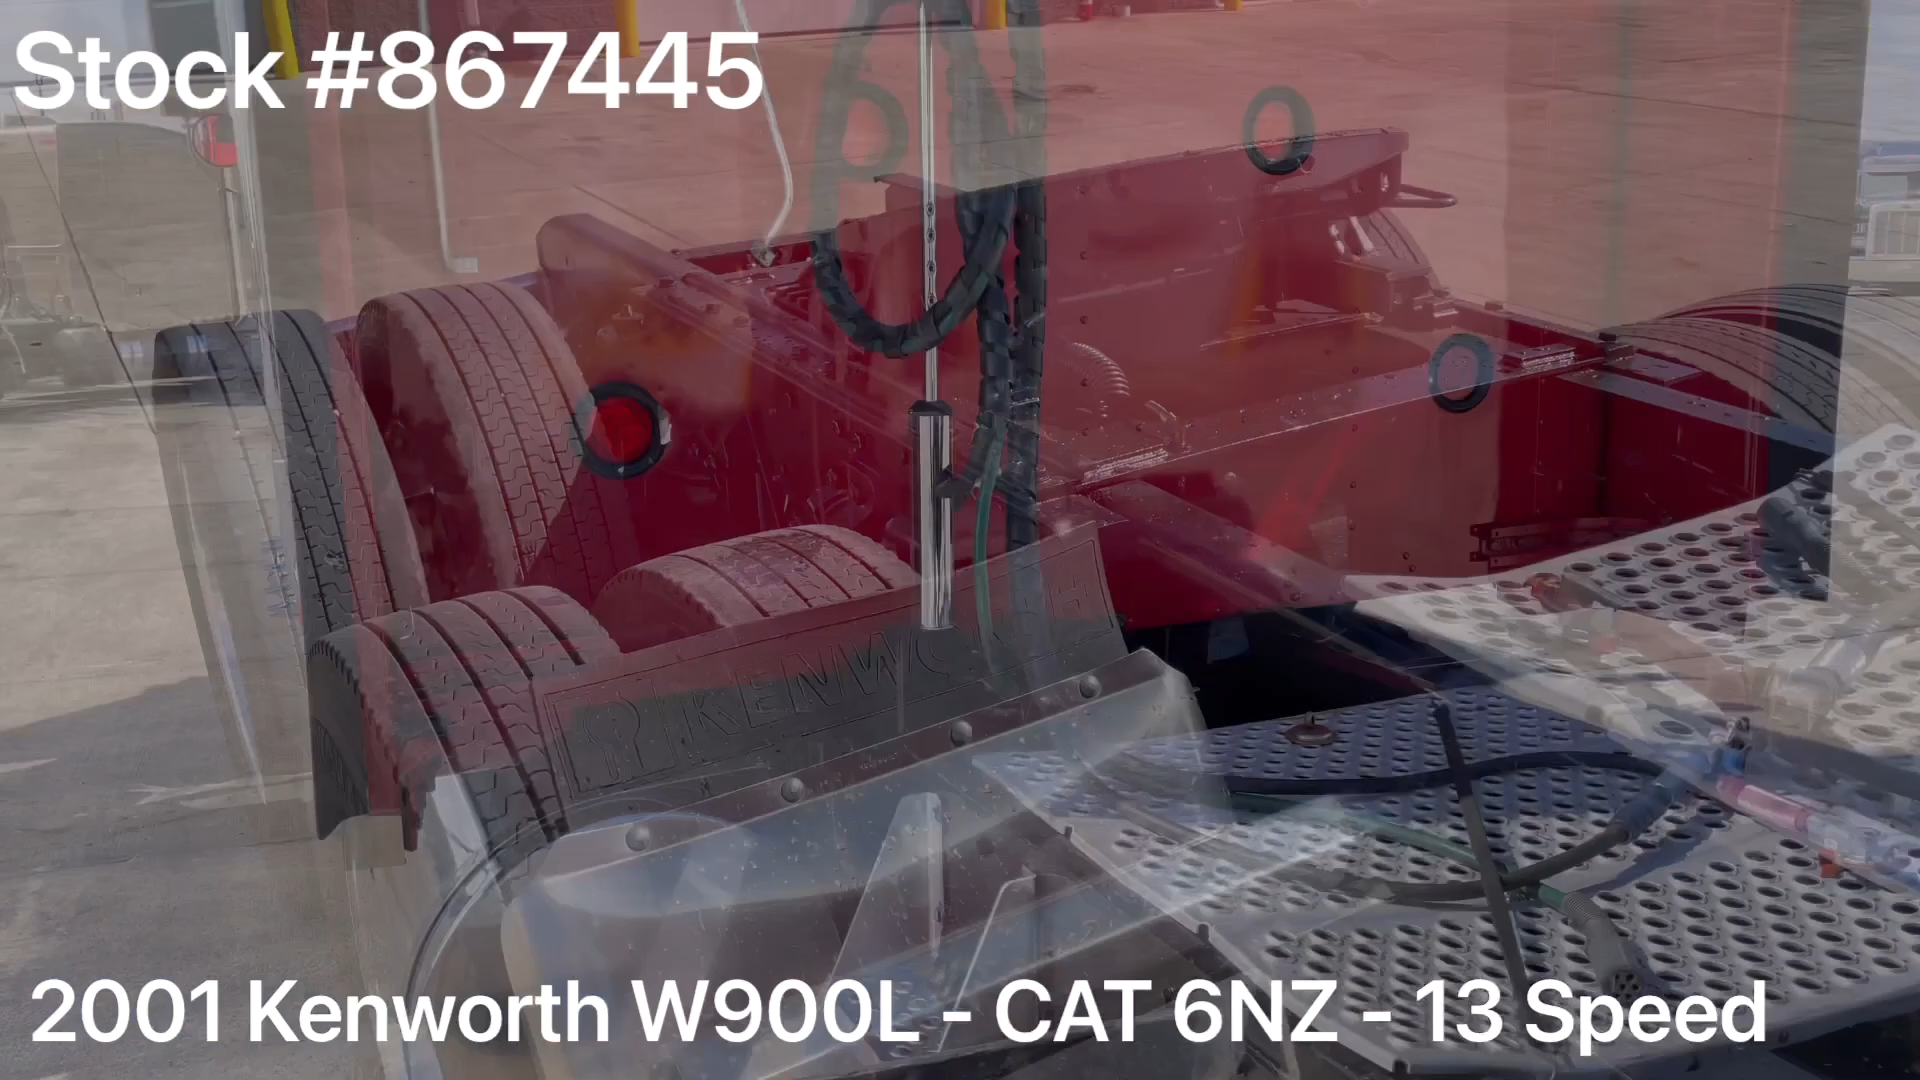 Stock #867445
KENWORTH
2001 Kenworth W900L - CAT 6NZ - 13 Speed